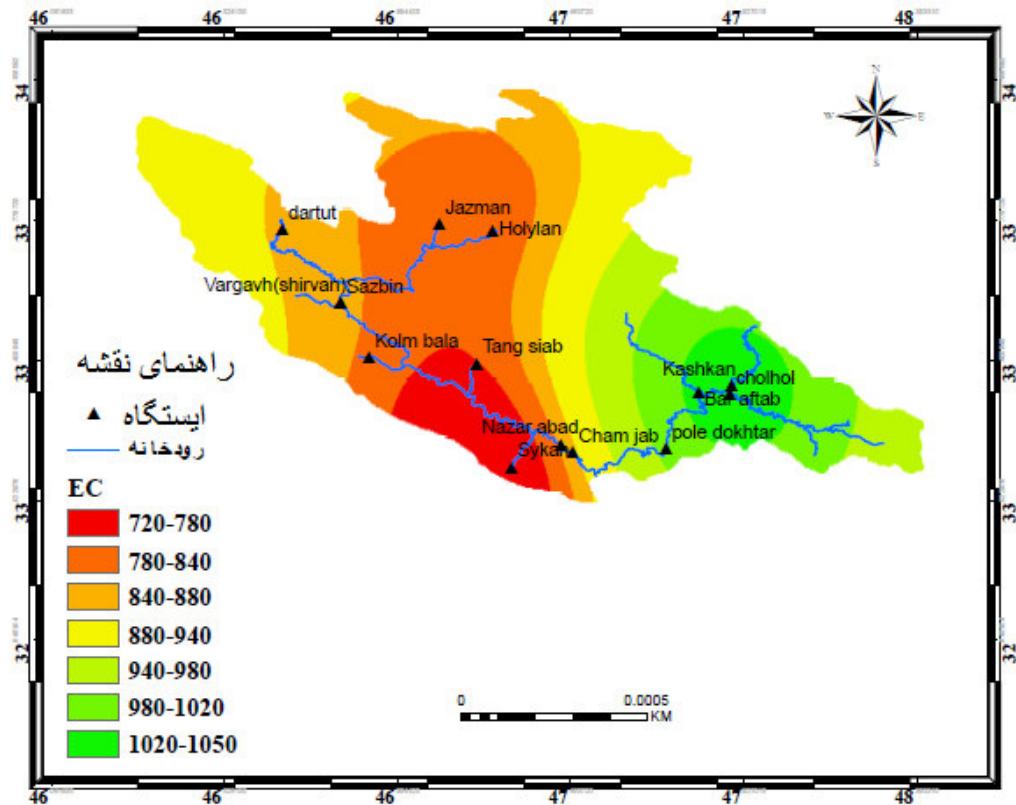 46 46 46 47 47 48
34 34
N
W E
S
33 33
dartut
Jazman
Holylan
Vargavh(shirvan) Sazbin
Kolm bala
Tang siab
33 33
Kashkan
cholhol
Bar aftab
راهنمای نقشه
ایستگاه
رودخانه
Nazar abad
Cham jab
pole dokhtar
Sykan
33 33
EC
720-780
780-840
840-880
880-940
940-980
980-1020
1020-1050
32 32
0 0.0005
KM
46 46 46 47 47 48